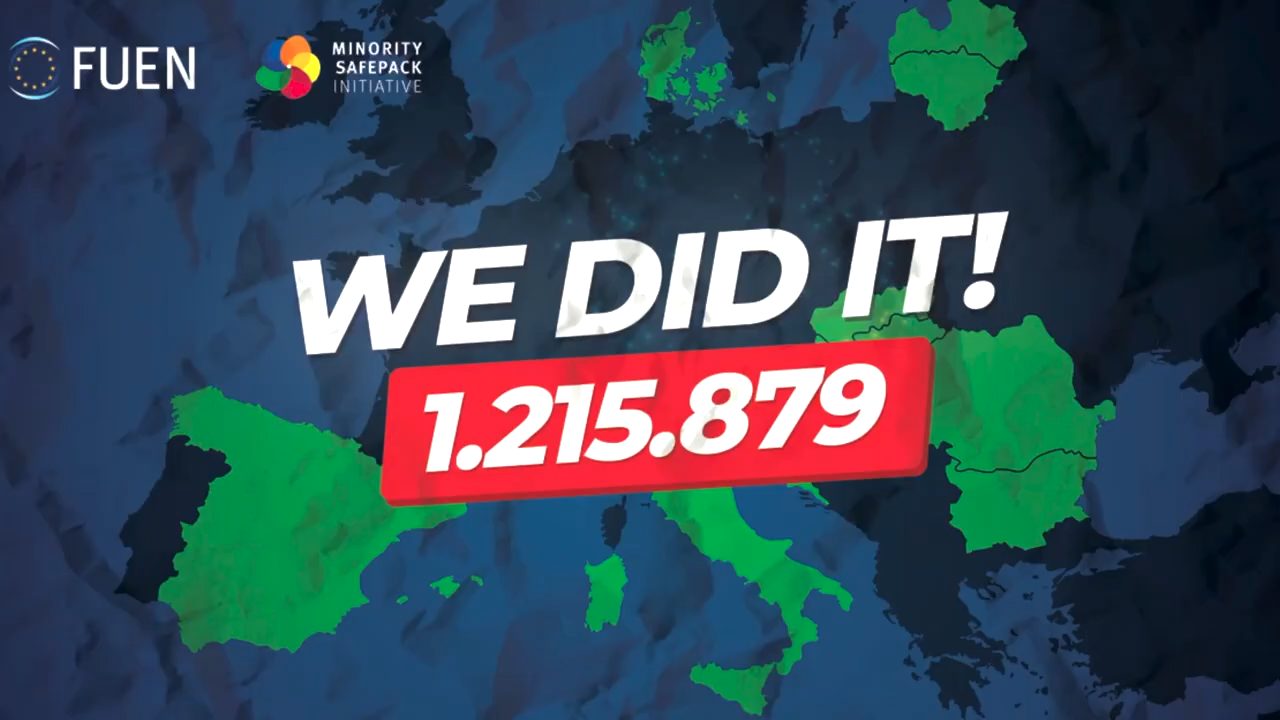 FUEN
MINORITY
SAFEPACK
INITIATIVE
WE DID IT!
1.215.879